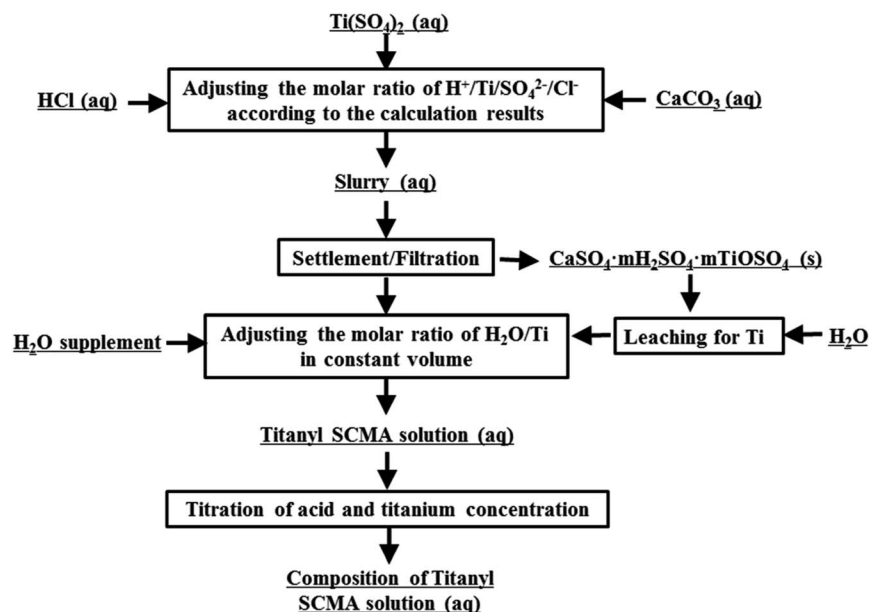 Ti(SO₄)₂ (aq)
HCl (aq)
Adjusting the molar ratio of H⁺/Ti/SO₄²⁻/Cl⁻
according to the calculation results
CaCO₃ (aq)
Slurry (aq)
Settlement/Filtration
CaSO₄·mH₂SO₄·mTiOSO₄ (s)
H₂O supplement
Adjusting the molar ratio of H₂O/Ti
in constant volume
Leaching for Ti
H₂O
Titanyl SCMA solution (aq)
Titration of acid and titanium concentration
Composition of Titanyl
SCMA solution (aq)